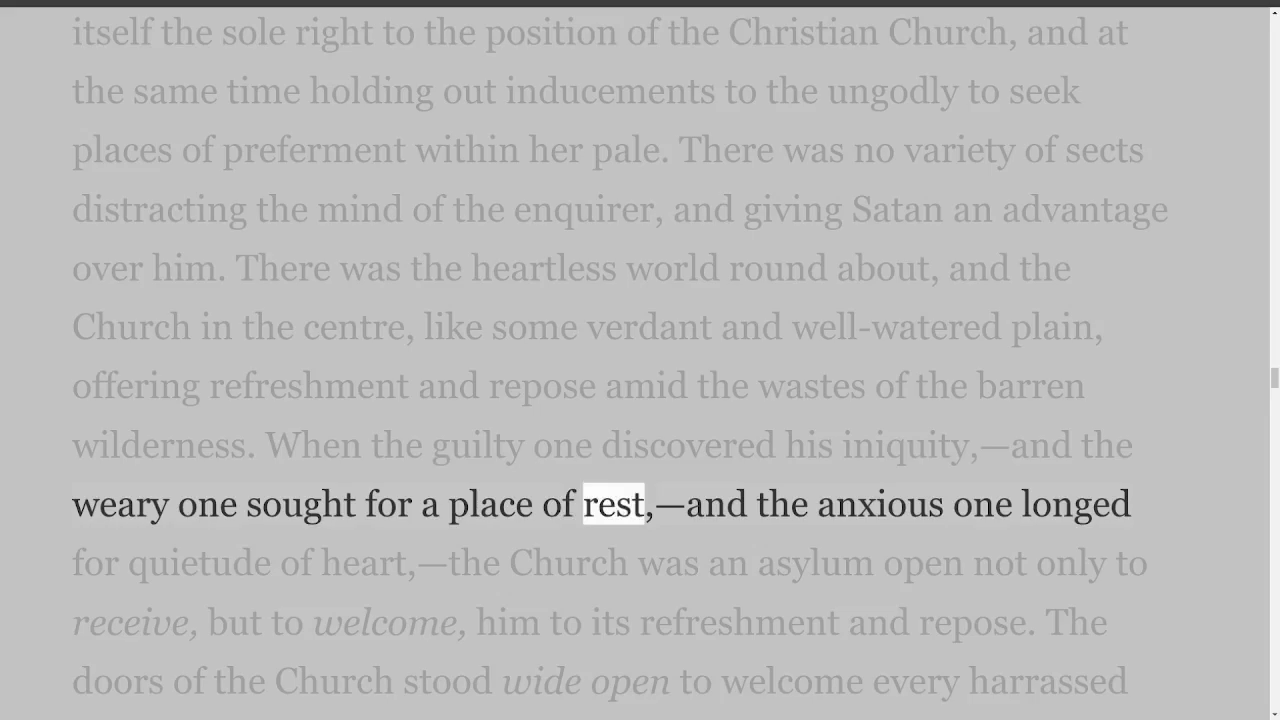 itself the sole right to the position of the Christian Church, and at
the same time holding out inducements to the ungodly to seek
places of preferment within her pale. There was no variety of sects
distracting the mind of the enquirer, and giving Satan an advantage
over him. There was the heartless world round about, and the
Church in the centre, like some verdant and well-watered plain,
offering refreshment and repose amid the wastes of the barren
wilderness. When the guilty one discovered his iniquity,—and the
weary one sought for a place of rest,—and the anxious one longed
for quietude of heart,—the Church was an asylum open not only to
receive, but to welcome, him to its refreshment and repose. The
doors of the Church stood wide open to welcome every harrassed